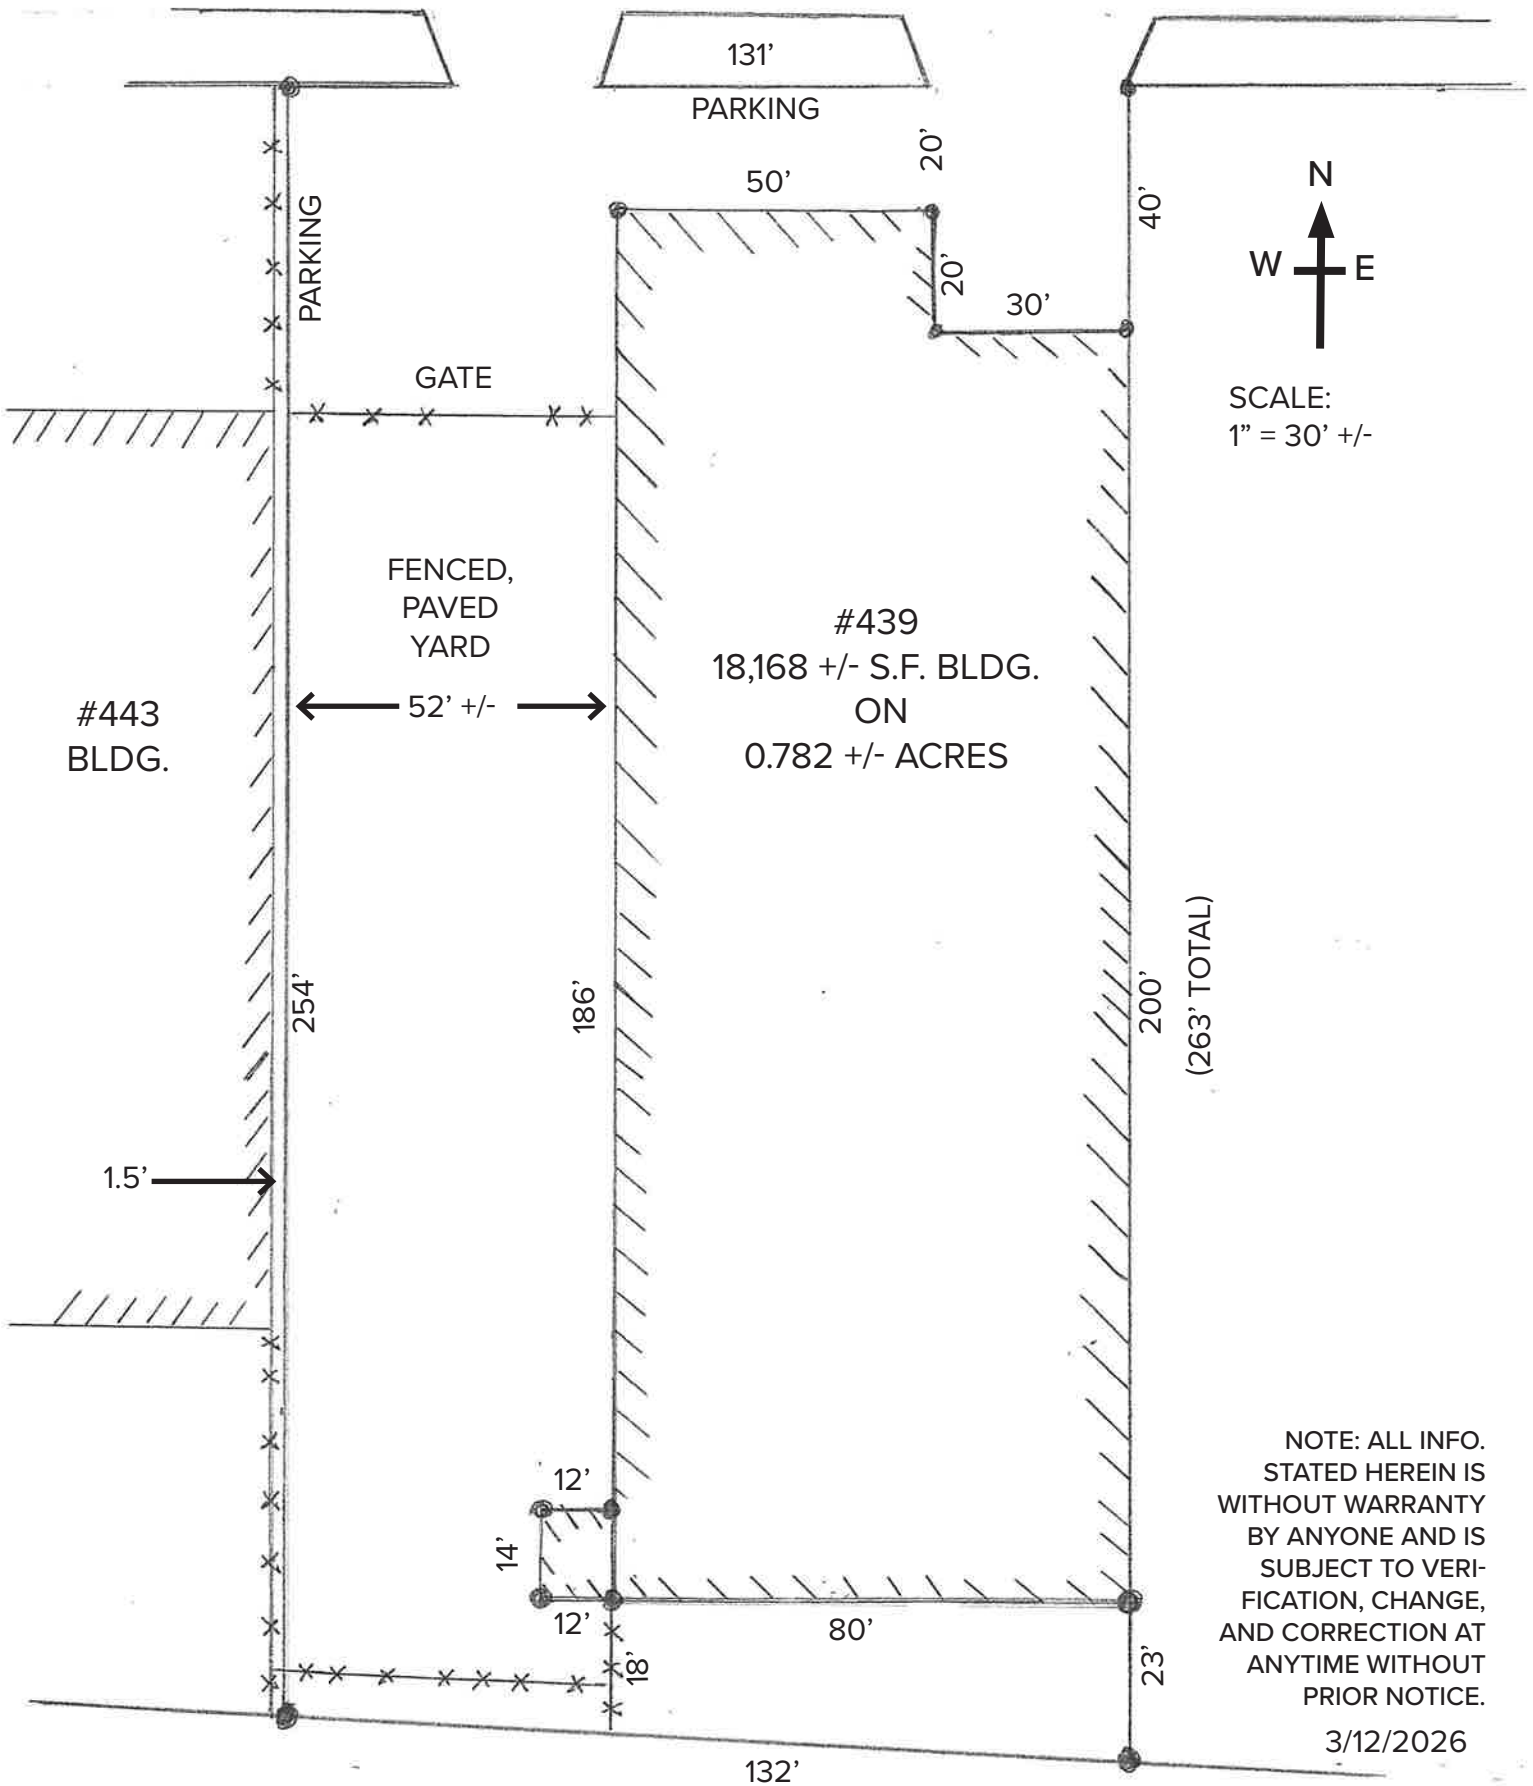 131’
PARKING
20’
50’
PARKING
40’
N
W E
20’
30’
GATE
SCALE:
1” = 30’ +/-
FENCED,
PAVED
YARD
52’ +/-
#439
18,168 +/- S.F. BLDG.
ON
0.782 +/- ACRES
#443
BLDG.
254’
186’
200’
(263’ TOTAL)
1.5’
12’
14’
12’
80’
18’
23’
132’
NOTE: ALL INFO.
STATED HEREIN IS
WITHOUT WARRANTY
BY ANYONE AND IS
SUBJECT TO VERI-
FICATION, CHANGE,
AND CORRECTION AT
ANYTIME WITHOUT
PRIOR NOTICE.
3/12/2026